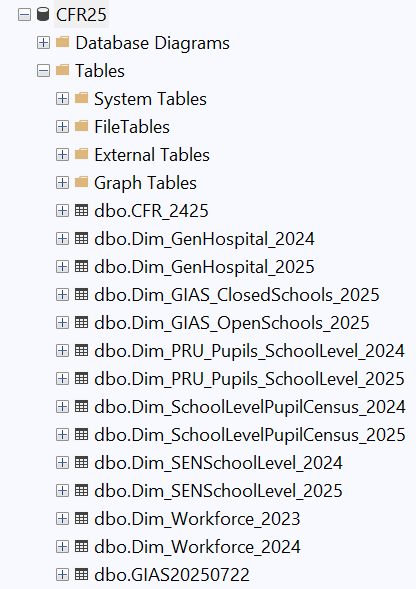 CFR25
Database Diagrams
Tables
System Tables
FileTables
External Tables
Graph Tables
dbo.CFR_2425
dbo.Dim_GenHospital_2024
dbo.Dim_GenHospital_2025
dbo.Dim_GIAS_ClosedSchools_2025
dbo.Dim_GIAS_OpenSchools_2025
dbo.Dim_PRU_Pupils_SchoolLevel_2024
dbo.Dim_PRU_Pupils_SchoolLevel_2025
dbo.Dim_SchoolLevelPupilCensus_2024
dbo.Dim_SchoolLevelPupilCensus_2025
dbo.Dim_SENSchoolLevel_2024
dbo.Dim_SENSchoolLevel_2025
dbo.Dim_Workforce_2023
dbo.Dim_Workforce_2024
dbo.GIAS20250722